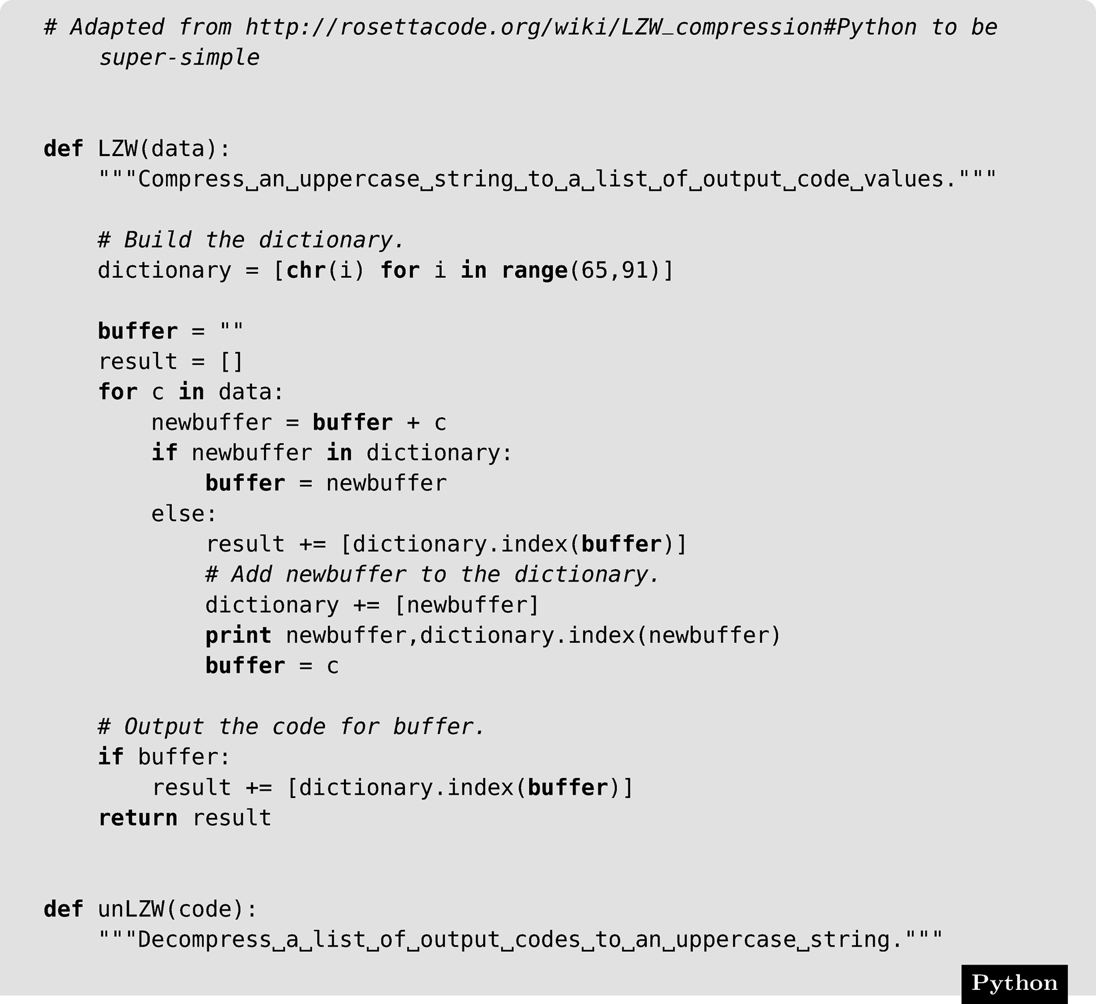 # Adapted from http://rosettacode.org/wiki/LZW_compression#Python to be
super-simple
def LZW(data):
"""Compress␣an␣uppercase␣string␣to␣a␣list␣of␣output␣code␣values."""
# Build the dictionary.
dictionary = [chr(i) for i in range(65,91)]
buffer = ""
result = []
for c in data:
newbuffer = buffer + c
if newbuffer in dictionary:
buffer = newbuffer
else:
result += [dictionary.index(buffer)]
# Add newbuffer to the dictionary.
dictionary += [newbuffer]
print newbuffer,dictionary.index(newbuffer)
buffer = c
# Output the code for buffer.
if buffer:
result += [dictionary.index(buffer)]
return result
def unLZW(code):
"""Decompress␣a␣list␣of␣output␣codes␣to␣an␣uppercase␣string."""
Python